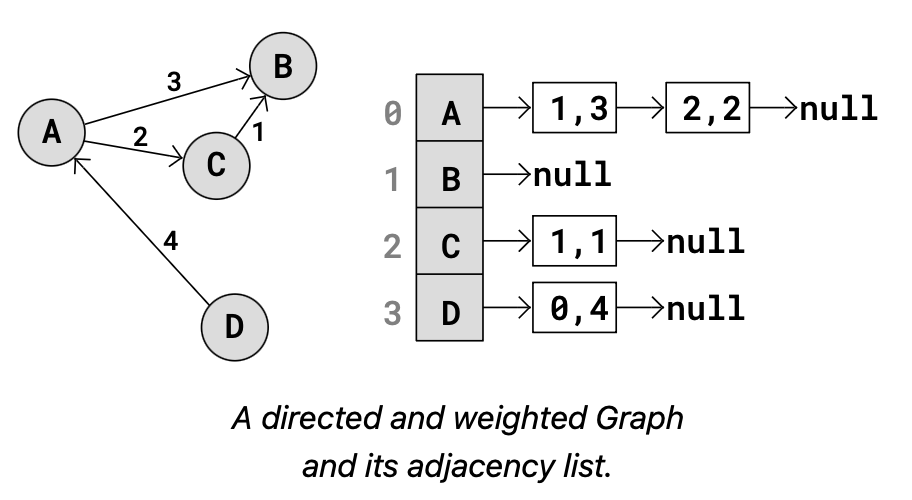 A
B
C
D
3
2
1
4
0 A 1,3 2,2 null
1 B null
2 C 1,1 null
3 D 0,4 null
A directed and weighted Graph
and its adjacency list.